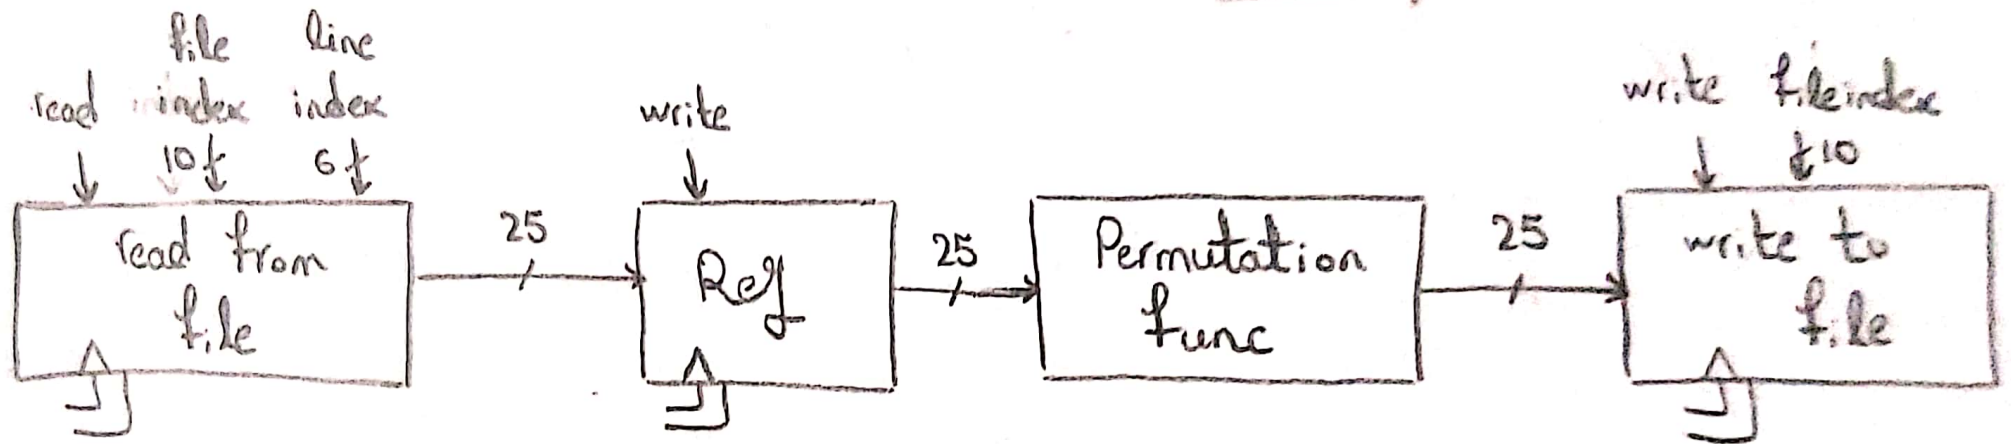 file line
read index index
10 6
read from
file
25
write
Reg
25
Permutation
func
25
write fileindex
10
write to
file